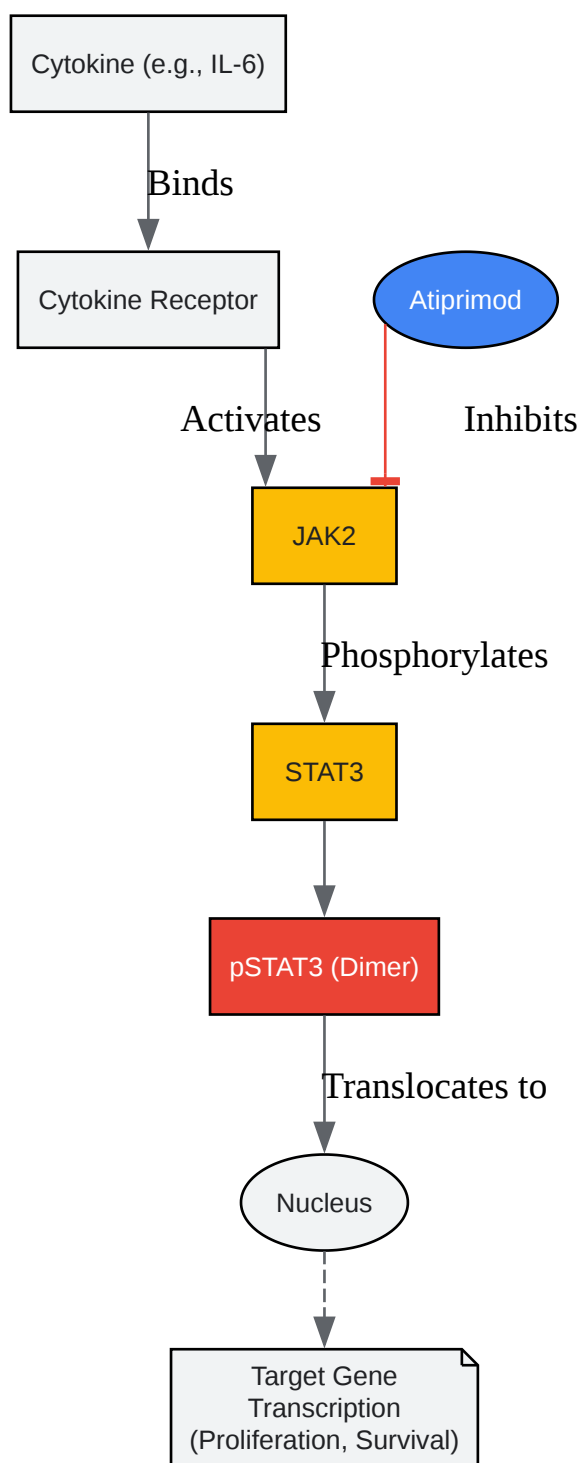 Cytokine (e.g., IL-6)
Binds
Cytokine Receptor
Atiprimod
Activates
Inhibits
JAK2
Phosphorylates
STAT3
pSTAT3 (Dimer)
Translocates to
Nucleus
Target Gene
Transcription
(Proliferation, Survival)